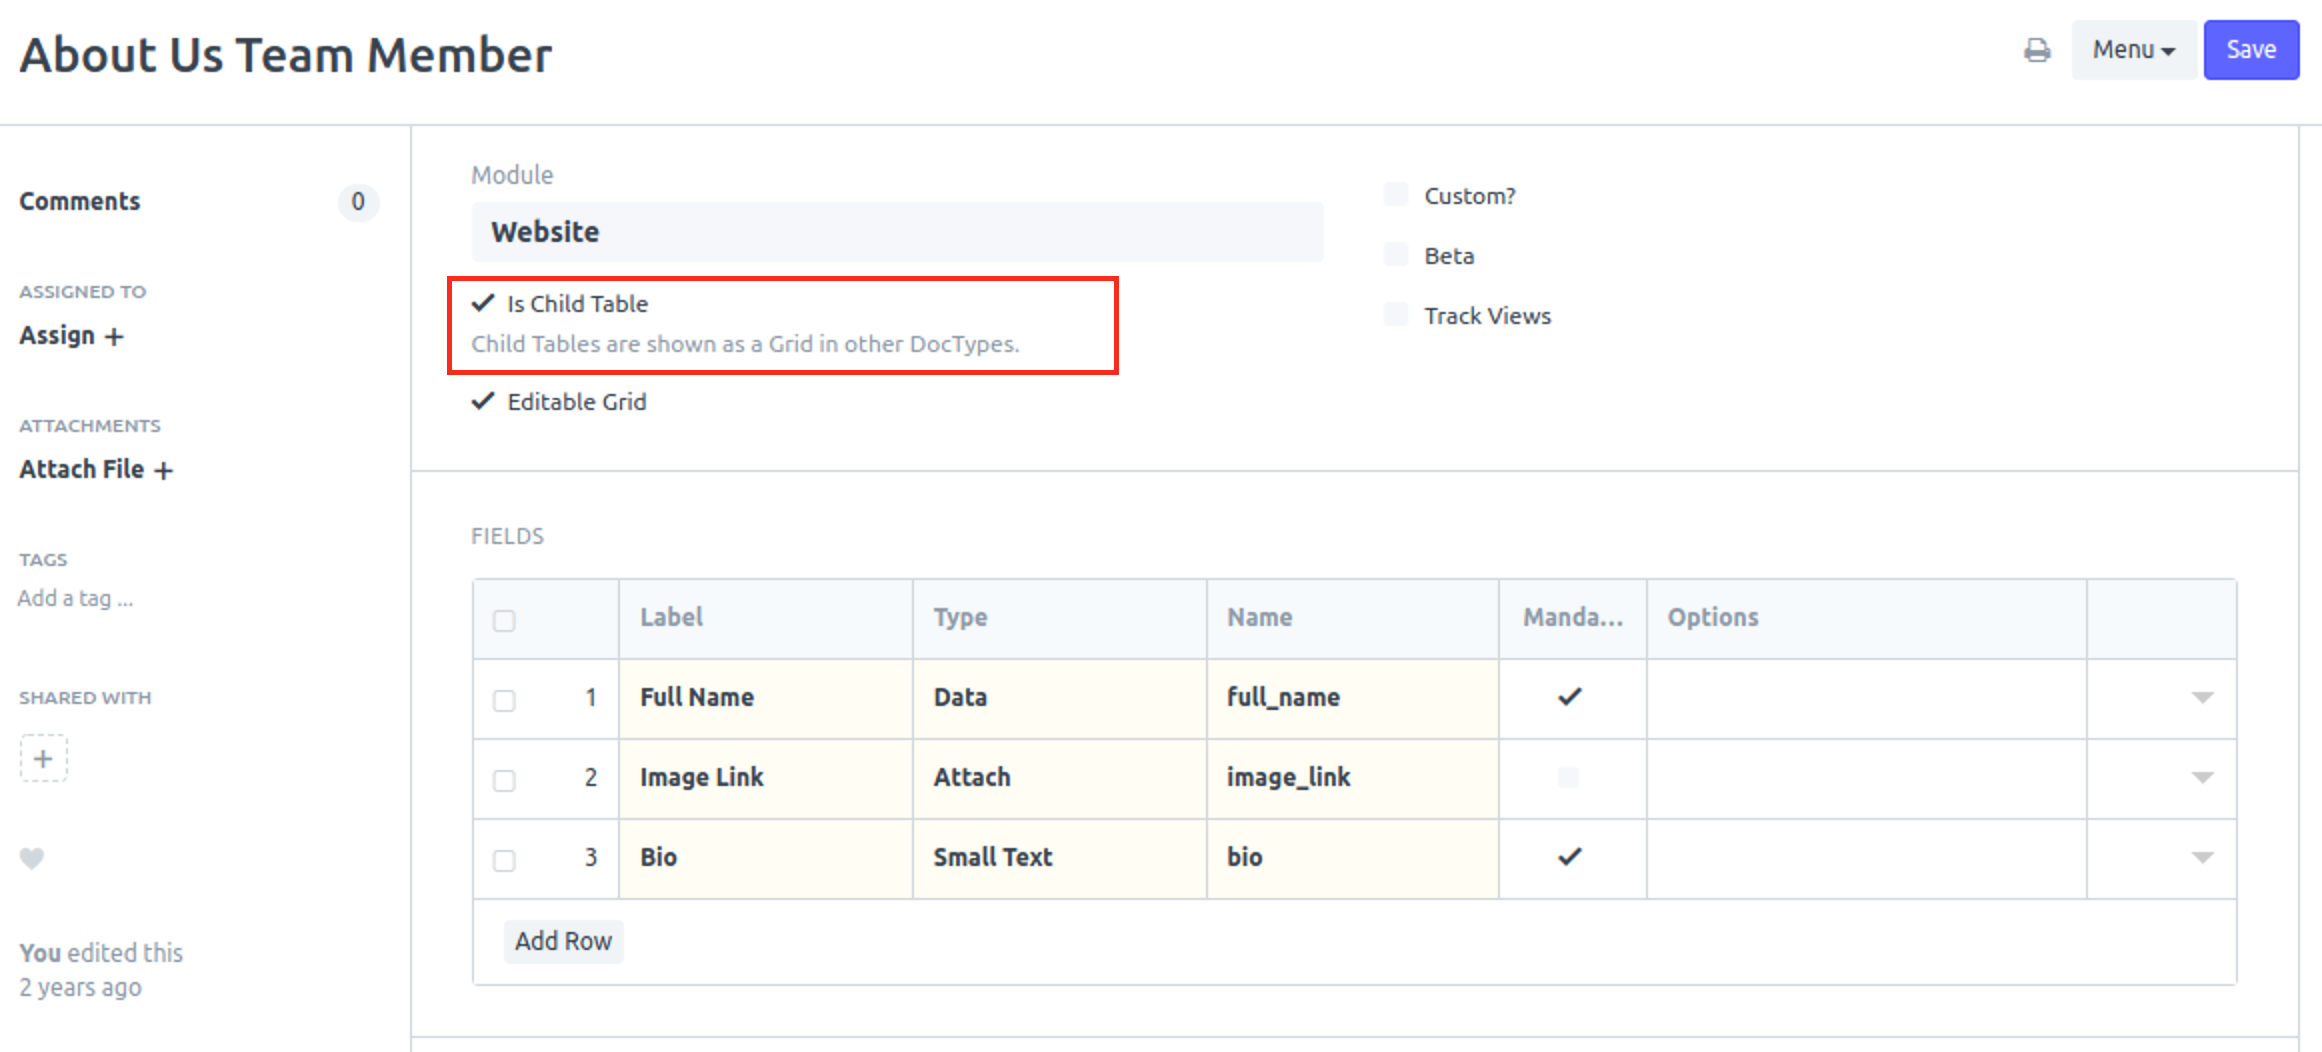 About Us Team Member
Menu
Save
Comments 0
ASSIGNED TO
Assign +
ATTACHMENTS
Attach File +
TAGS
Add a tag ...
SHARED WITH
+
You edited this
2 years ago
Module
Website
✔ Is Child Table
Child Tables are shown as a Grid in other DocTypes.
✔ Editable Grid
Custom?
Beta
Track Views
FIELDS
Label Type Name Manda... Options
1 Full Name Data full_name ✔
2 Image Link Attach image_link
3 Bio Small Text bio ✔
Add Row